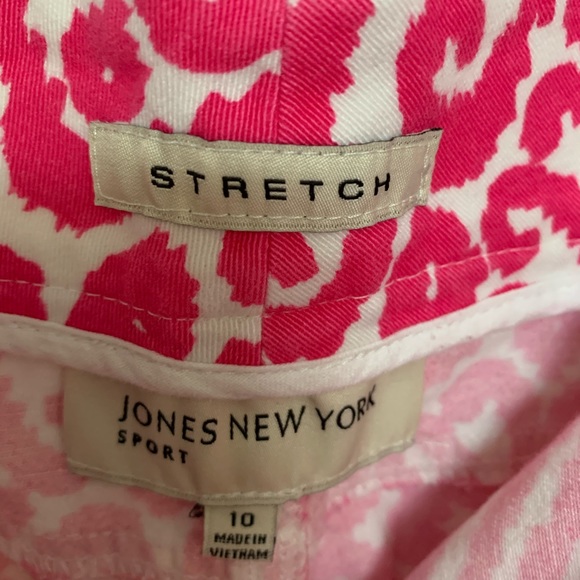 STRETCH
JONES NEW YORK
SPORT
10
MADE IN
VIETNAM